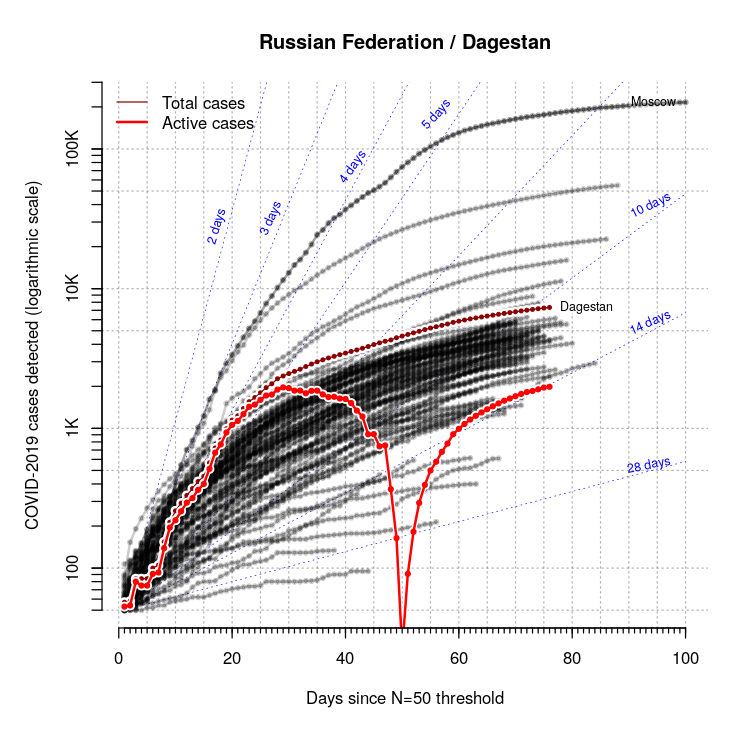 Russian Federation / Dagestan
Total cases
Active cases
Moscow
Dagestan
2 days
3 days
4 days
5 days
10 days
14 days
28 days
COVID-2019 cases detected (logarithmic scale)
100K
10K
1K
100
0 20 40 60 80 100
Days since N=50 threshold